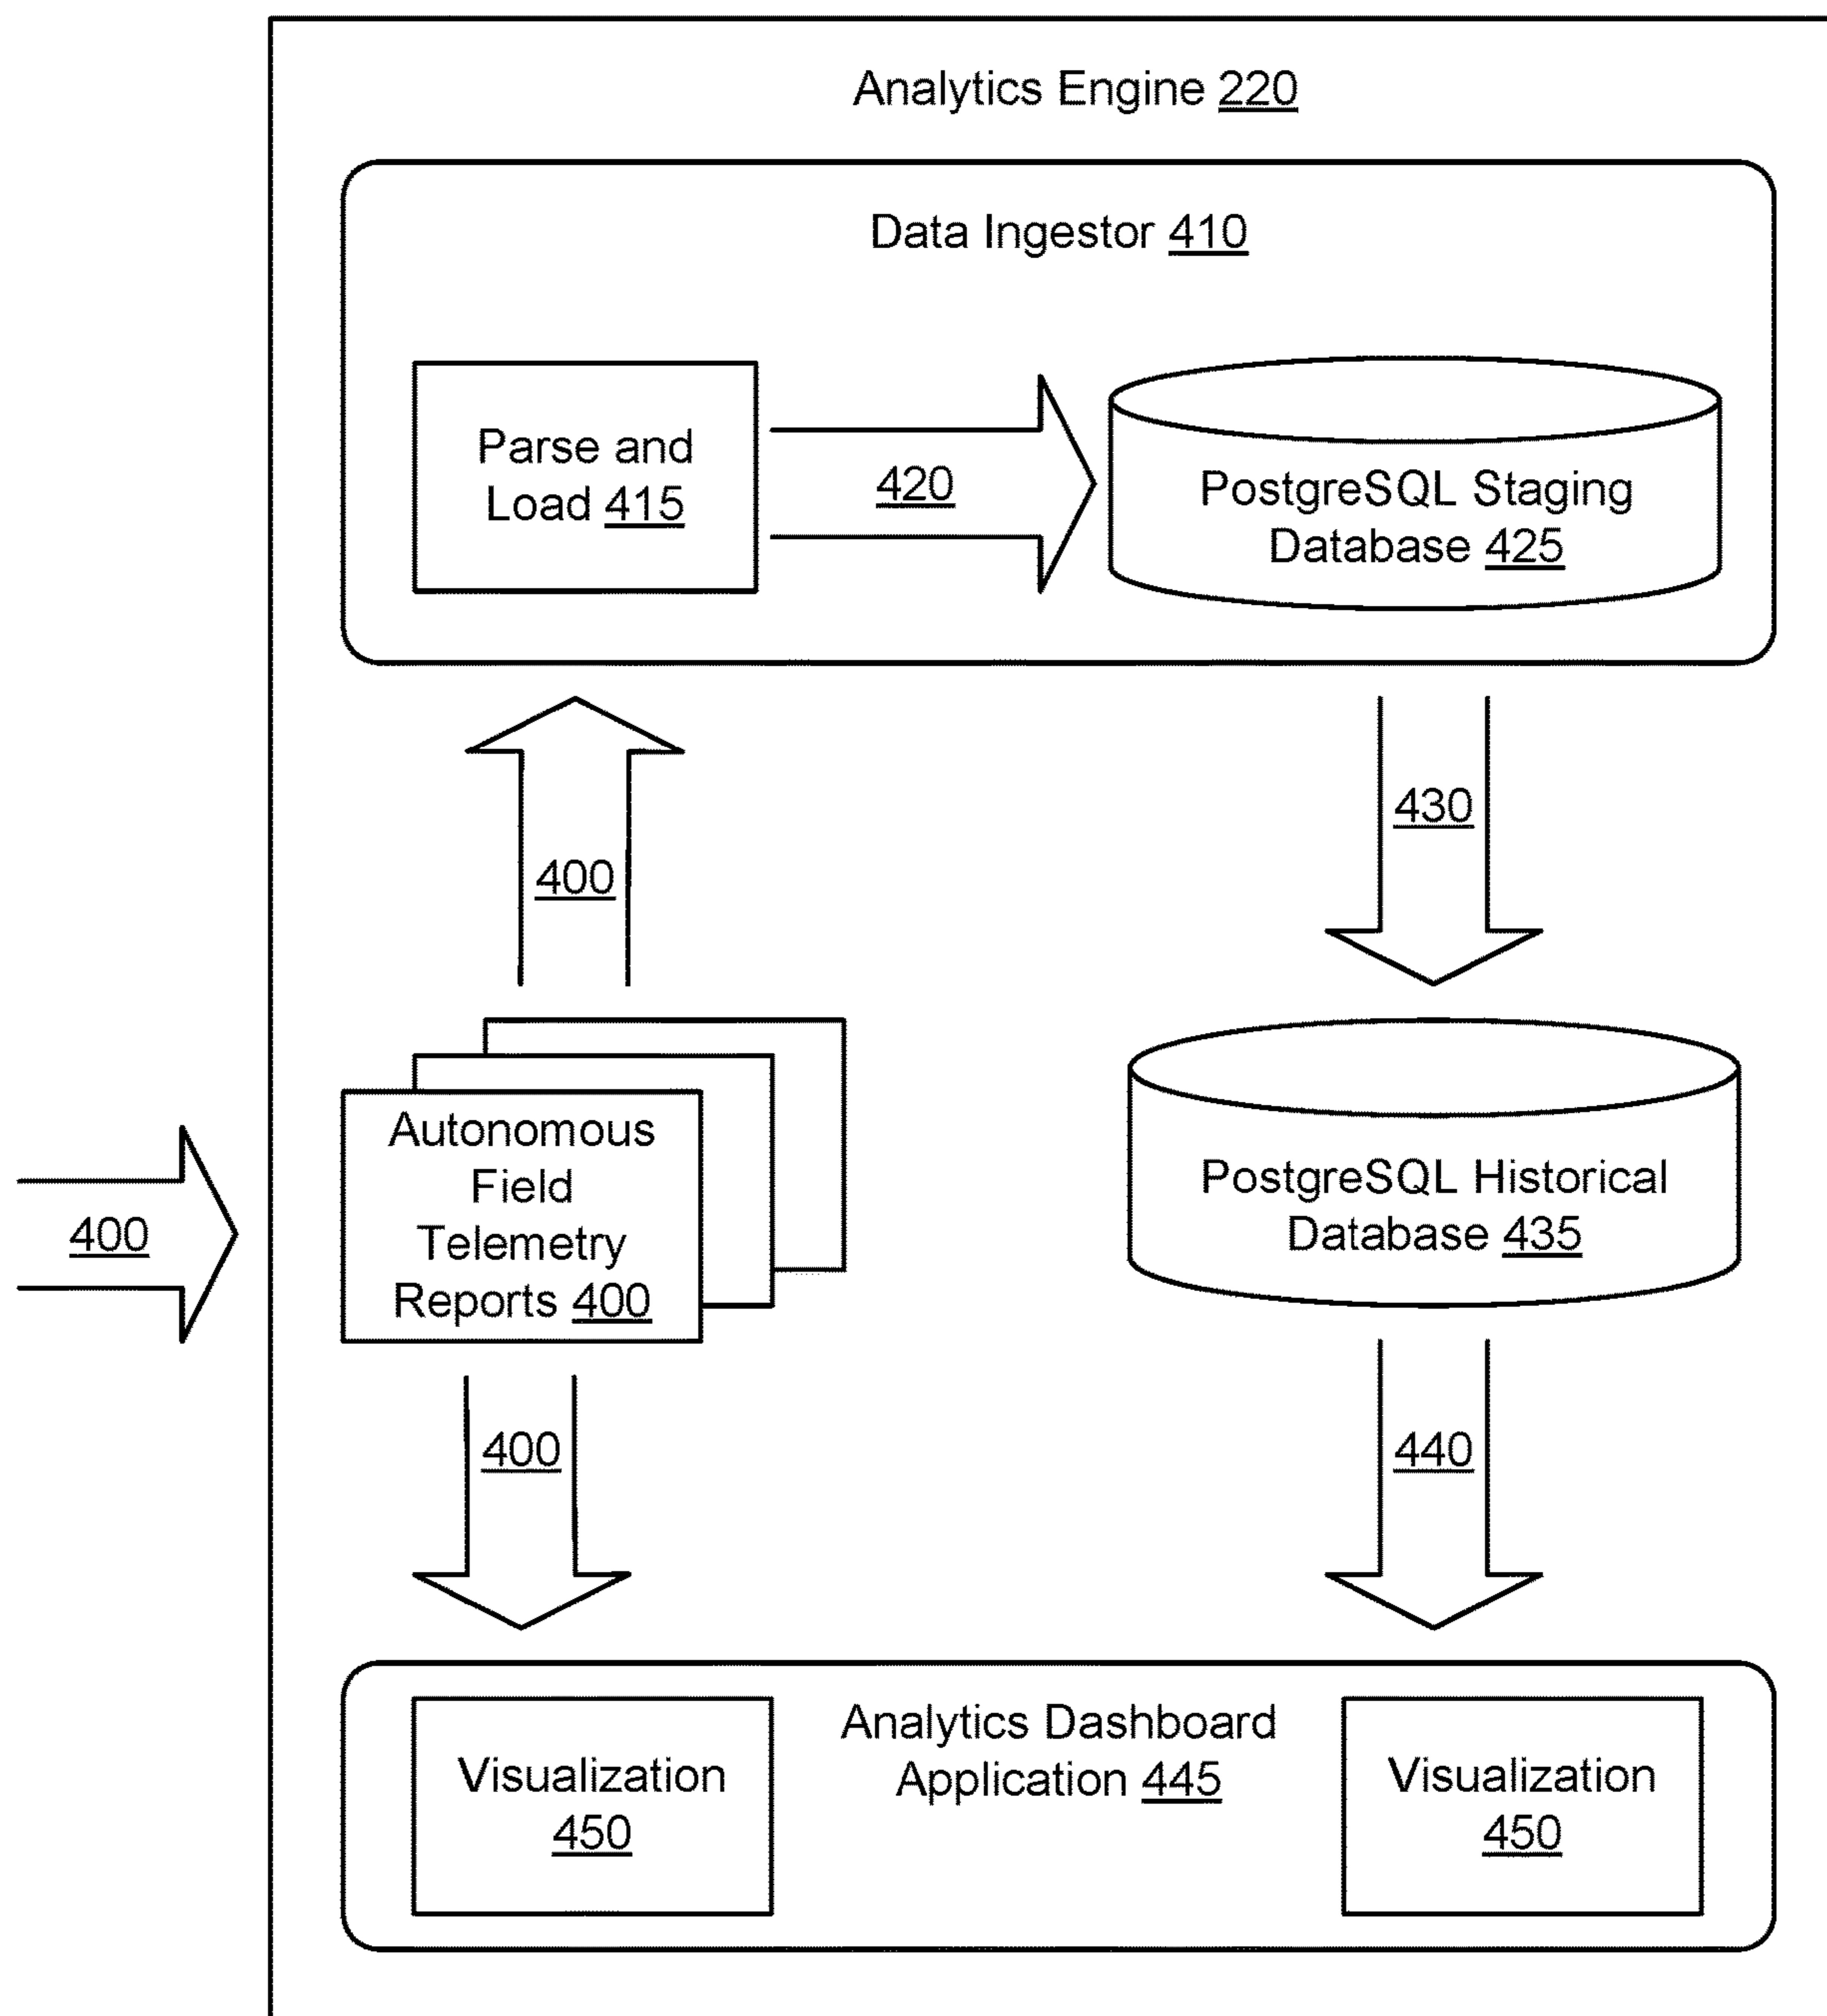 Analytics Engine 220
Data Ingestor 410
Parse and
Load 415
420
PostgreSQL Staging
Database 425
400
430
400
Autonomous
Field
Telemetry
Reports 400
PostgreSQL Historical
Database 435
400
440
Visualization
450
Analytics Dashboard
Application 445
Visualization
450